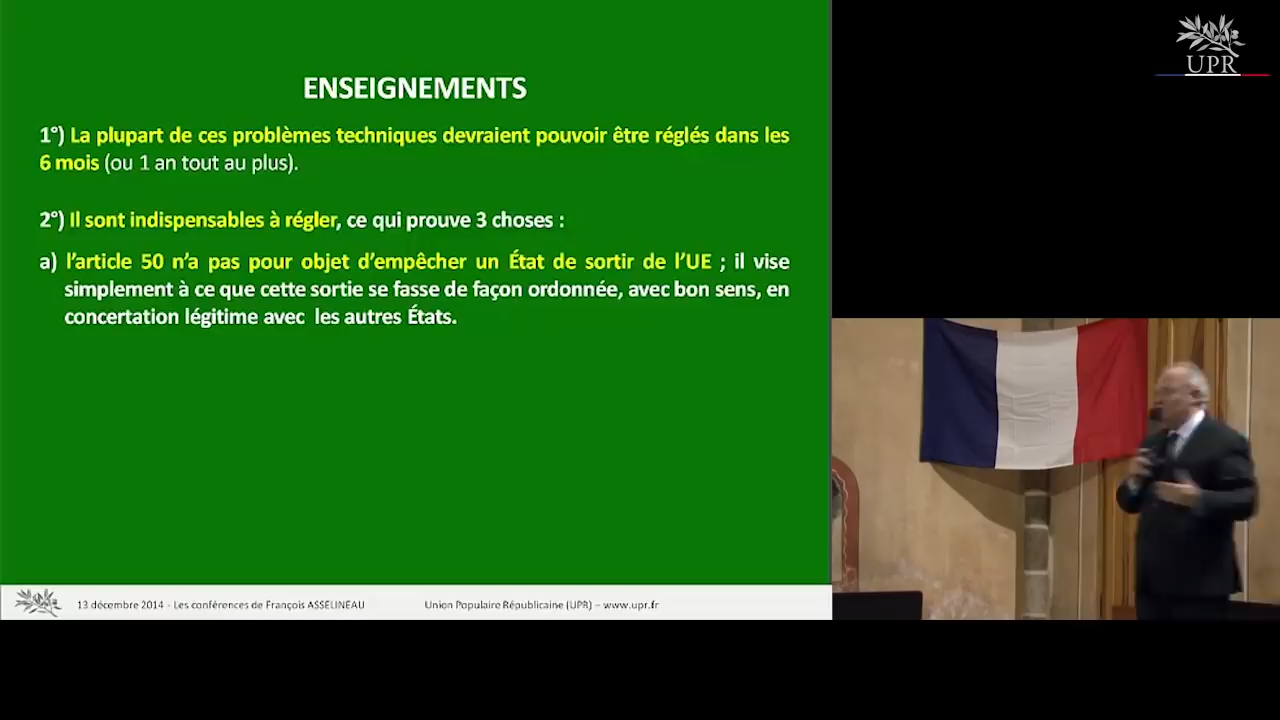 ENSEIGNEMENTS
1°) La plupart de ces problèmes techniques devraient pouvoir être réglés dans les
6 mois (ou 1 an tout au plus).
2°) Il sont indispensables à régler, ce qui prouve 3 choses :
a) l’article 50 n’a pas pour objet d’empêcher un État de sortir de l’UE ; il vise
simplement à ce que cette sortie se fasse de façon ordonnée, avec bon sens, en
concertation légitime avec les autres États.
13 décembre 2014 - Les conférences de François ASSELINEAU
Union Populaire Républicaine (UPR) – www.upr.fr
UPR